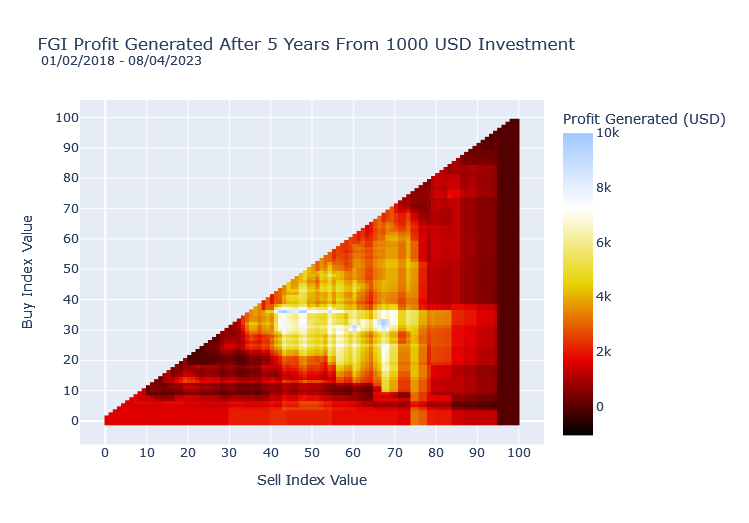 FGI Profit Generated After 5 Years From 1000 USD Investment
01/02/2018 - 08/04/2023
Profit Generated (USD)
10k
8k
6k
4k
2k
0
Buy Index Value
100
90
80
70
60
50
40
30
20
10
0
0 10 20 30 40 50 60 70 80 90 100
Sell Index Value